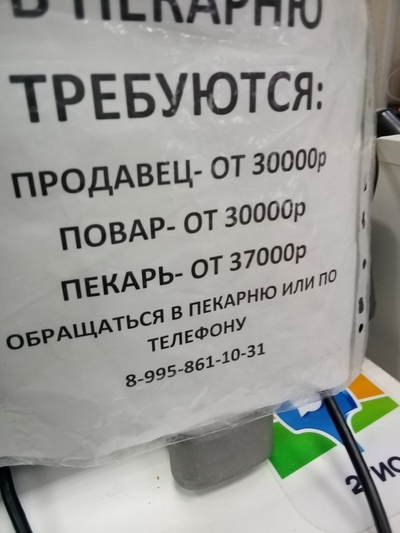 В ПЕКАРНЮ
ТРЕБУЮТСЯ:
ПРОДАВЕЦ- ОТ 30000р
ПОВАР- ОТ 30000р
ПЕКАРЬ- ОТ 37000р
ОБРАЩАТЬСЯ В ПЕКАРНЮ ИЛИ ПО
ТЕЛЕФОНУ
8-995-861-10-31